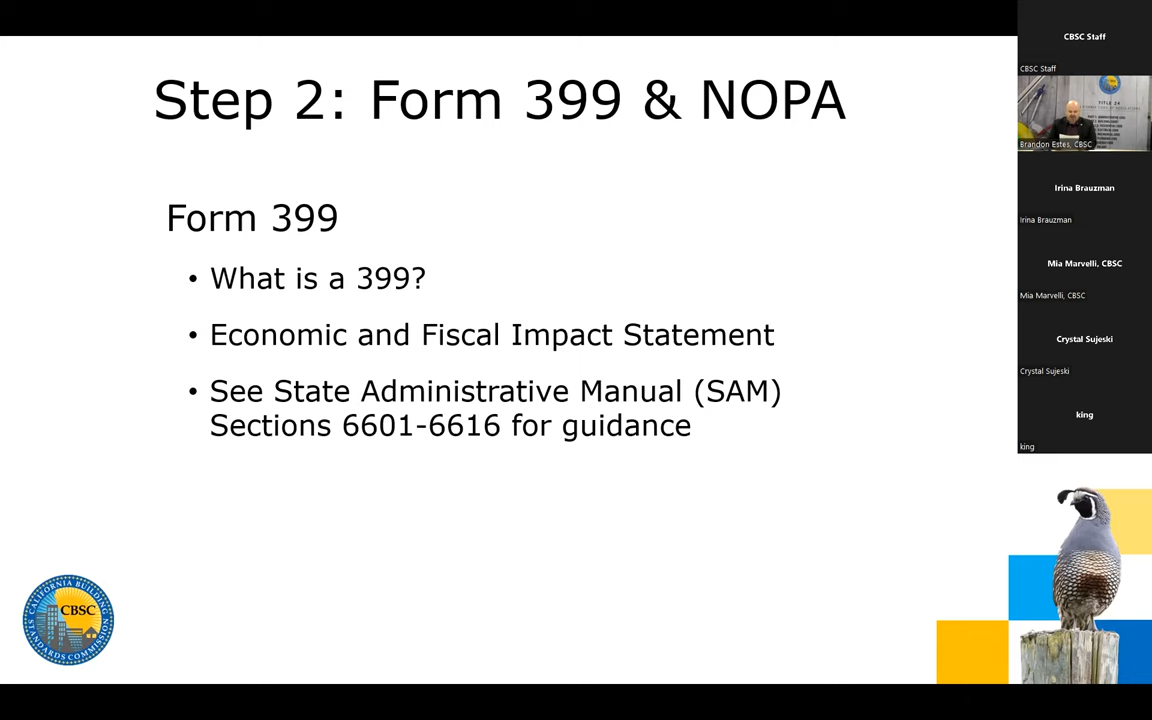 Step 2: Form 399 & NOPA
Form 399
• What is a 399?
• Economic and Fiscal Impact Statement
• See State Administrative Manual (SAM)
Sections 6601-6616 for guidance
CALIFORNIA BUILDING
CBSC
STANDARDS COMMISSION
CBSC Staff
CBSC Staff
TITLE 24
Brandon Estes, CBSC
Irina Brauzman
Irina Brauzman
Mia Marvelli, CBSC
Mia Marvelli, CBSC
Crystal Sujeski
Crystal Sujeski
king
king